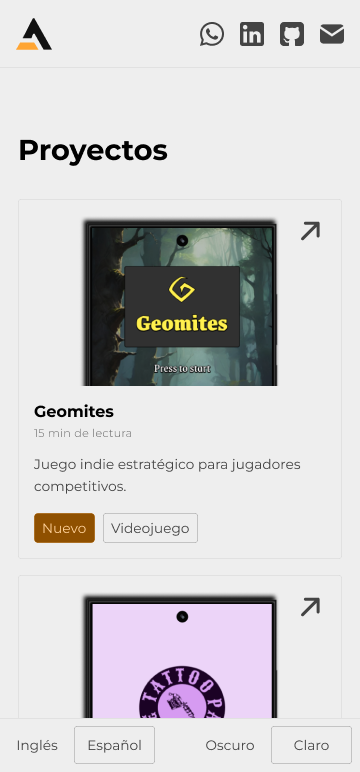 Proyectos
Geomites
Press to start
Geomites
15 min de lectura
Juego indie estratégico para jugadores
competitivos.
Nuevo
Videojuego
TATTOO
Inglés
Español
Oscuro
Claro